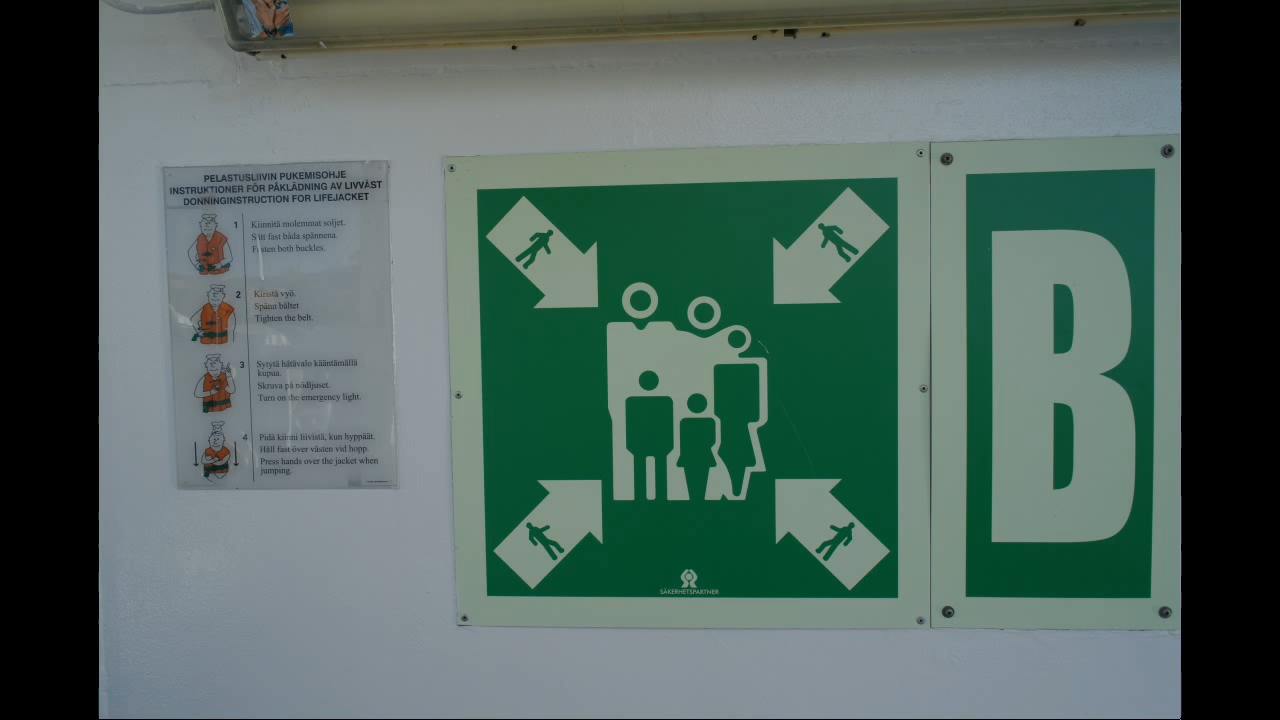 PELASTUSLIIVIN PUKEMISOHJE
INSTRUKTIONER FÖR PÅKLÄDNING AV LIVVÄST
DONNINGINSTRUCTION FOR LIFEJACKET
1 Kiinnitä molemmat soljet.
Sätt fast båda spännena.
Fasten both buckles.
2 Kiristä vyö.
Spänn bältet
Tighten the belt.
3 Sytytä hätävalo kääntämällä
kupua.
Skruva på nödljuset.
Turn on the emergency light.
4 Pidä kiinni liivistä, kun hyppäät.
Håll fast över västen vid hopp.
Press hands over the jacket when
jumping.
SÄKERHETSPARTNER
B